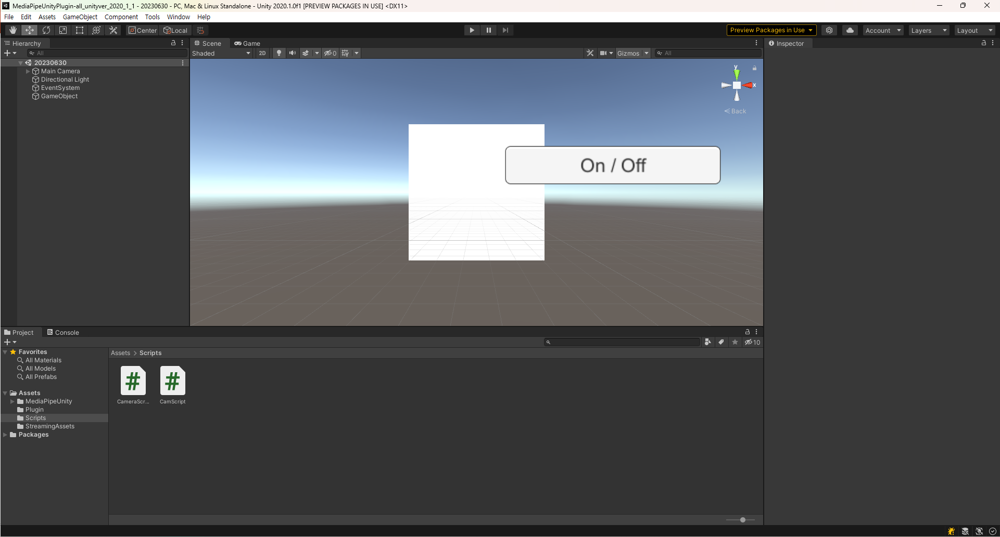 MediaPipeUnityPlugin-all_unityver_2020_1_1 - 20230630 - PC, Mac & Linux Standalone - Unity 2020.1.0f1 [PREVIEW PACKAGES IN USE] <DX11>
File Edit Assets GameObject Component Tools Window Help
Center Local Preview Packages in Use Account Layers Layout
Hierarchy
All
20230630
Main Camera
Directional Light
EventSystem
GameObject
Scene Game
Shaded 2D 0 Gizmos All
y
x
Back
On / Off
Inspector
Project Console
10
Favorites
All Materials
All Models
All Prefabs
Assets
MediaPipeUnity
Plugin
Scripts
StreamingAssets
Packages
Assets > Scripts
#
#
CameraScr...
CamScript